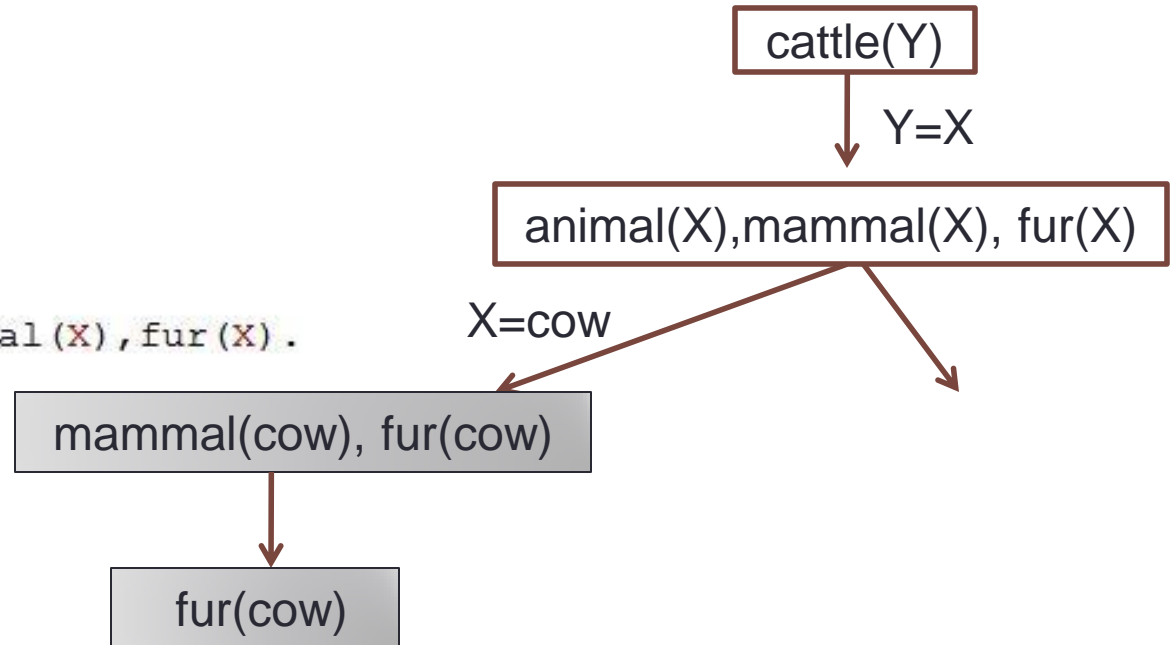 cattle(Y)
Y=X
animal(X),mammal(X), fur(X)
al(X),fur(X).
X=cow
mammal(cow), fur(cow)
fur(cow)